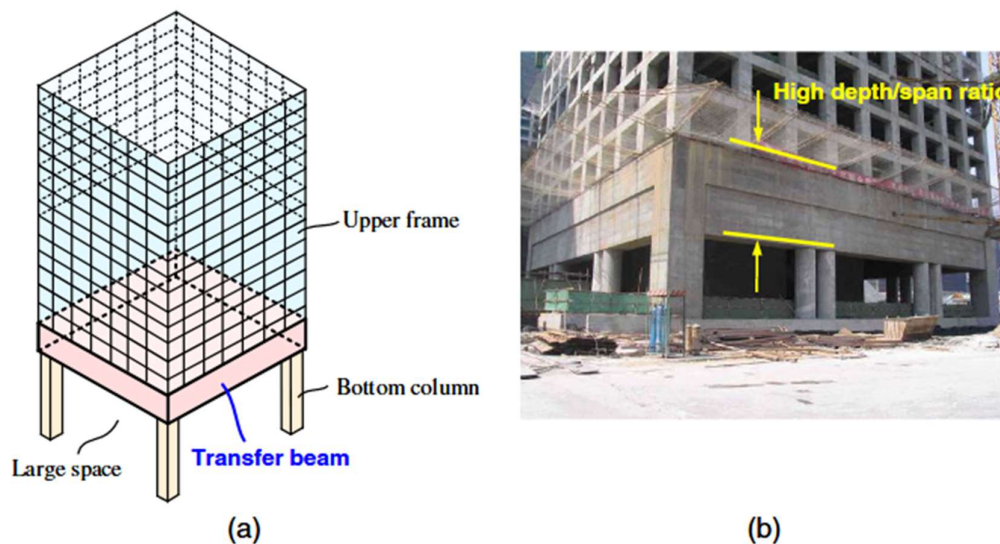 High depth/span ratio
Upper frame
Bottom column
Large space
Transfer beam
(a)
(b)